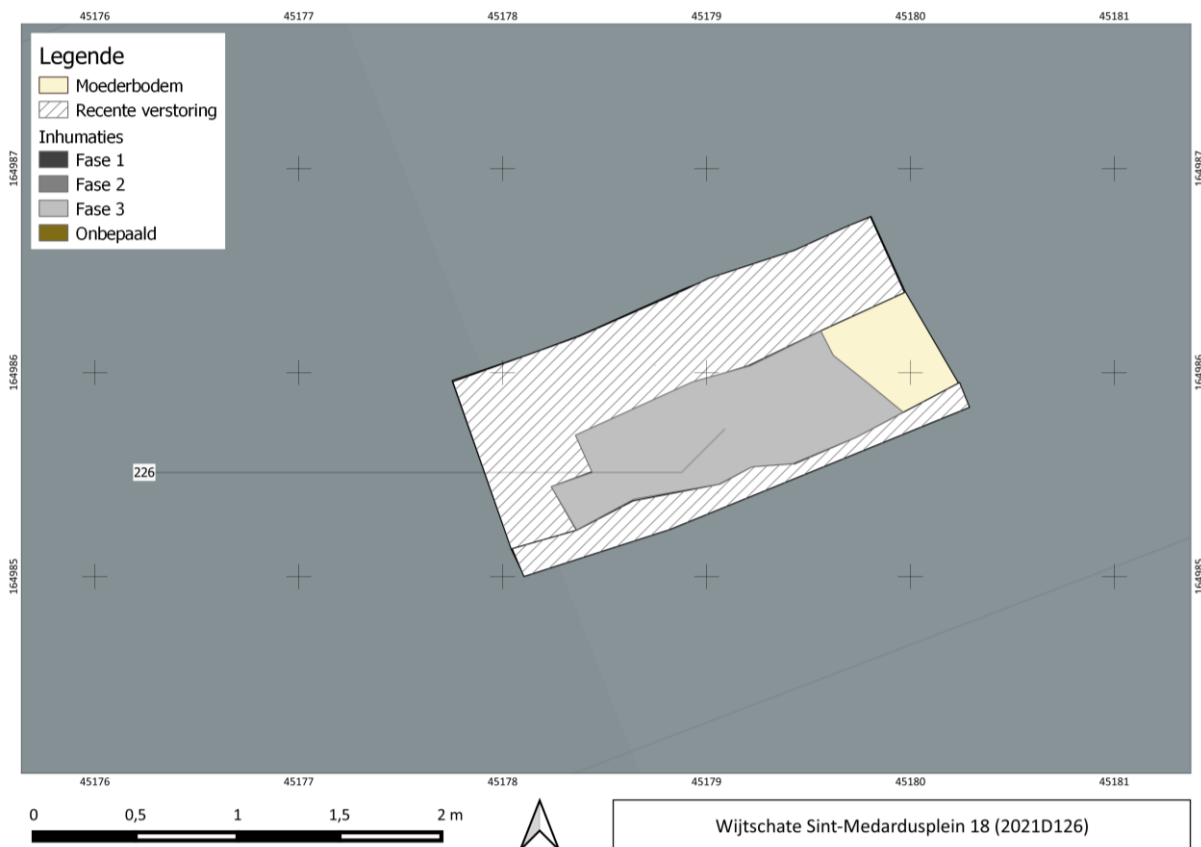 45176 45177 45178 45179 45180 45181
Legende
Moederbodem
Recente verstoring
Inhumaties
Fase 1
Fase 2
Fase 3
Onbepaald
164987 164987
164986 164986
226
164985 164985
45176 45177 45178 45179 45180 45181
0 0,5 1 1,5 2 m
Wijtschate Sint-Medardusplein 18 (2021D126)